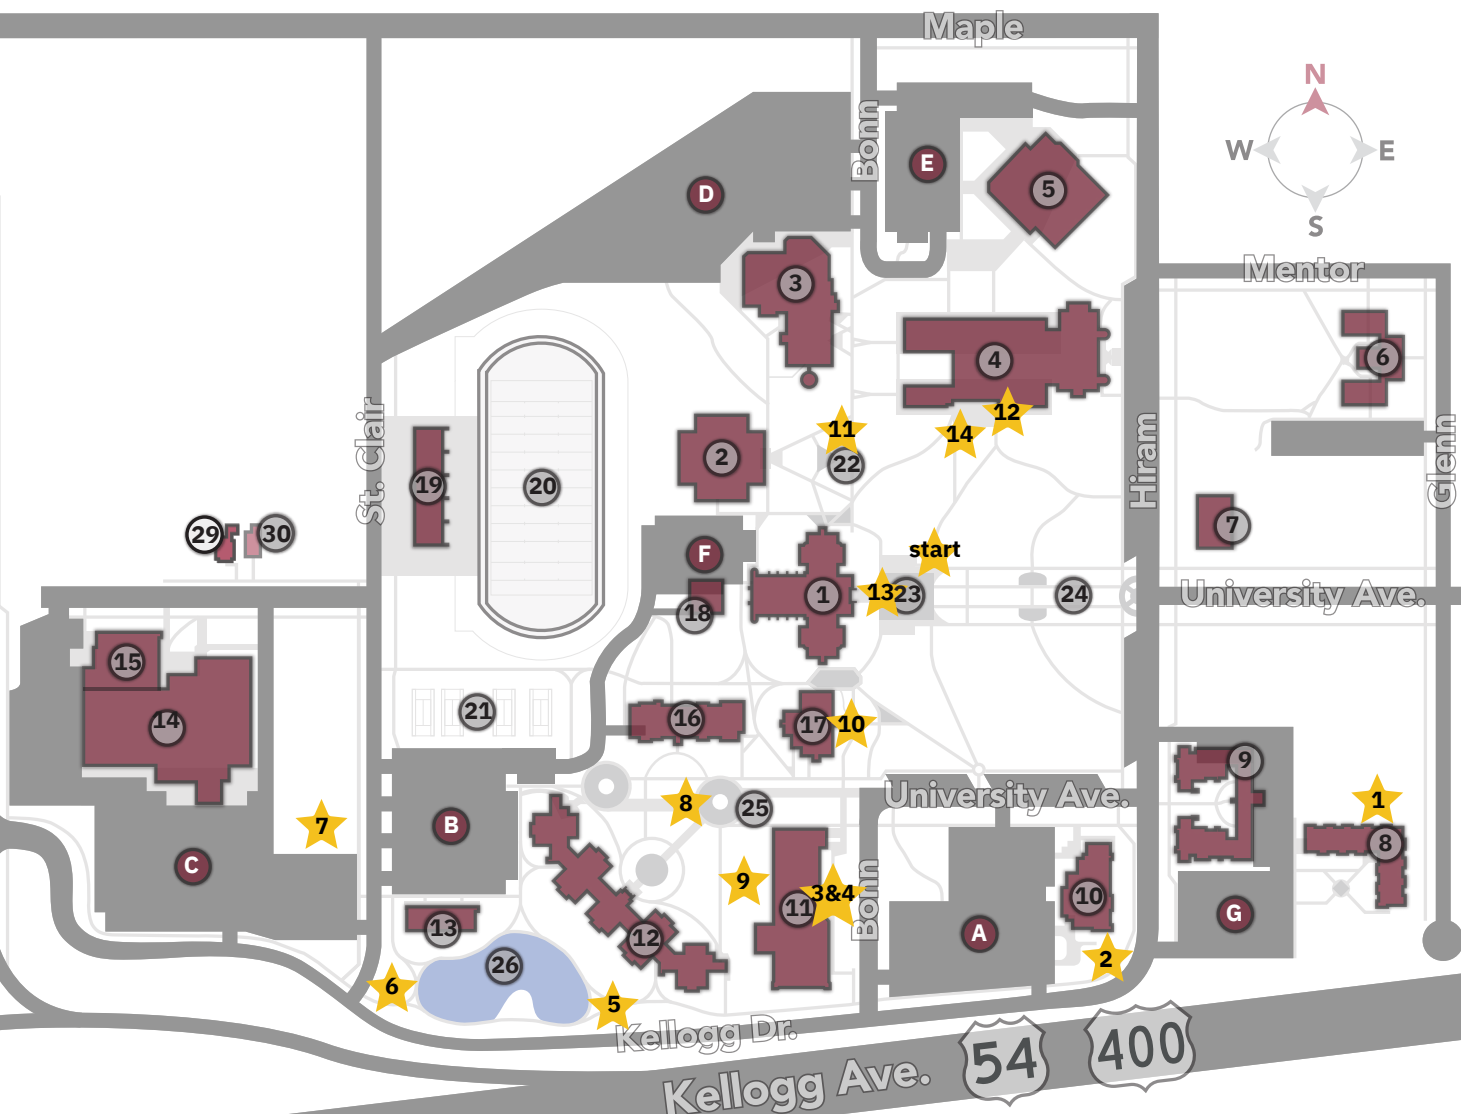 Maple
N
W E
S
Bonn
E
5
D
Mentor
3
4
6
12
11
14
2
22
St. Clair
19
20
Hiram
Glenn
7
29
30
F
start
18
1
13
23
24
University Ave.
15
14
21
16
17
10
9
8
25
University Ave.
1
7
B
8
C
9
11
3&4
Bonn
10
G
13
12
A
26
2
6
5
Kellogg Dr.
Kellogg Ave.
54
400